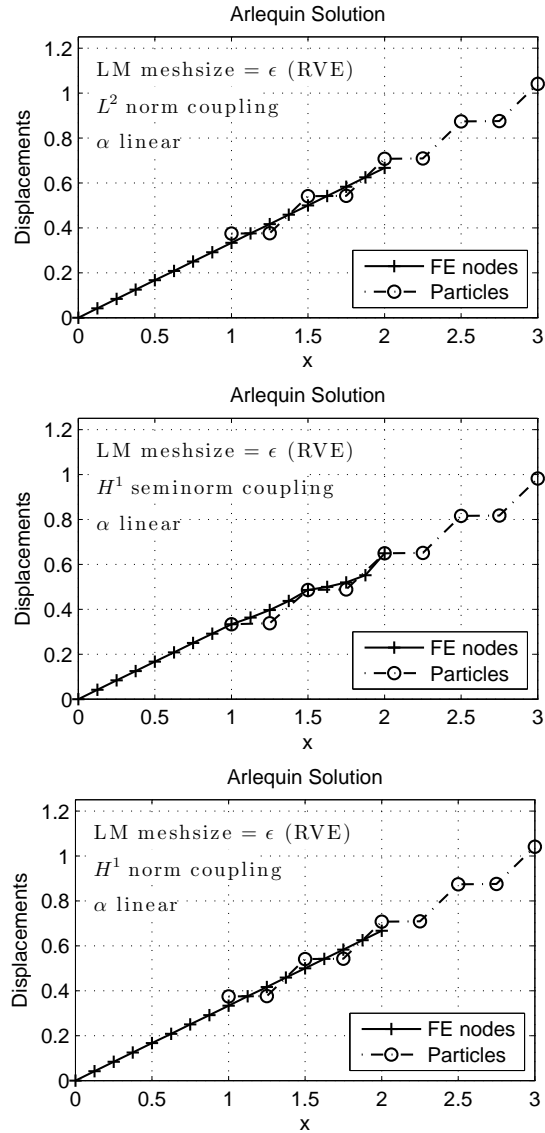 Arlequin Solution
1.2
1
0.8
0.6
0.4
0.2
0
Displacements
LM meshsize = ϵ (RVE)
L² norm coupling
α linear
FE nodes
Particles
0 0.5 1 1.5 2 2.5 3
x
Arlequin Solution
1.2
1
0.8
0.6
0.4
0.2
0
Displacements
LM meshsize = ϵ (RVE)
H¹ seminorm coupling
α linear
FE nodes
Particles
0 0.5 1 1.5 2 2.5 3
x
Arlequin Solution
1.2
1
0.8
0.6
0.4
0.2
0
Displacements
LM meshsize = ϵ (RVE)
H¹ norm coupling
α linear
FE nodes
Particles
0 0.5 1 1.5 2 2.5 3
x